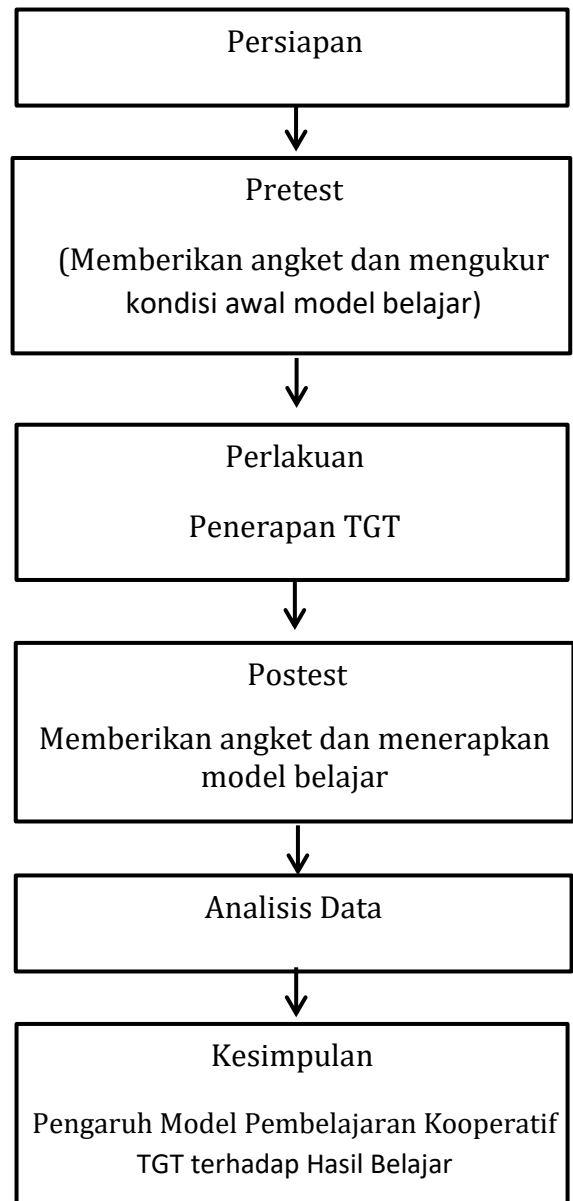 Persiapan
Pretest
(Memberikan angket dan mengukur
kondisi awal model belajar)
Perlakuan
Penerapan TGT
Postest
Memberikan angket dan menerapkan
model belajar
Analisis Data
Kesimpulan
Pengaruh Model Pembelajaran Kooperatif
TGT terhadap Hasil Belajar